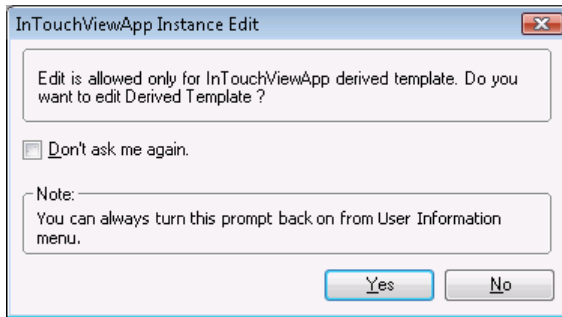 InTouchViewApp Instance Edit
Edit is allowed only for InTouchViewApp derived template. Do you
want to edit Derived Template ?
Don't ask me again.
Note:
You can always turn this prompt back on from User Information
menu.
Yes
No